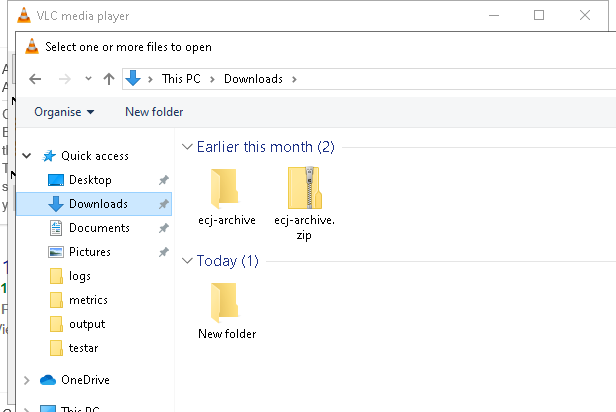 VLC media player
Select one or more files to open
This PC
Downloads
Organise
New folder
Quick access
Desktop
Downloads
Documents
Pictures
logs
metrics
output
testar
OneDrive
This PC
Earlier this month (2)
ecj-archive
ecj-archive.
zip
Today (1)
New folder